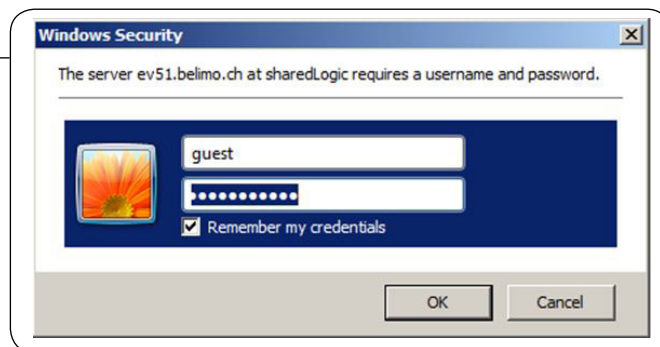 Windows Security
The server ev51.belimo.ch at sharedLogic requires a username and password.
guest
•••••••••••
Remember my credentials
OK
Cancel